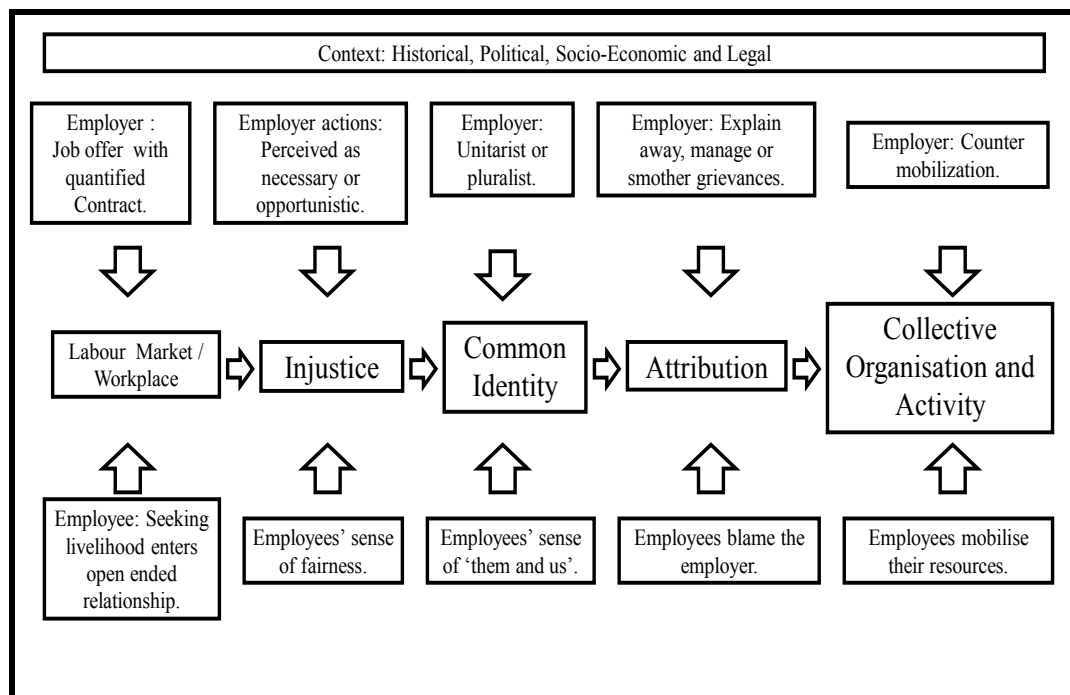 Context: Historical, Political, Socio-Economic and Legal
Employer :
Job offer with
quantified
Contract.
Employer actions:
Perceived as
necessary or
opportunistic.
Employer:
Unitarist or
pluralist.
Employer: Explain
away, manage or
smother grievances.
Employer: Counter
mobilization.
Labour Market /
Workplace
Injustice
Common
Identity
Attribution
Collective
Organisation and
Activity
Employee: Seeking
livelihood enters
open ended
relationship.
Employees’ sense
of fairness.
Employees’ sense
of ‘them and us’.
Employees blame the
employer.
Employees mobilise
their resources.